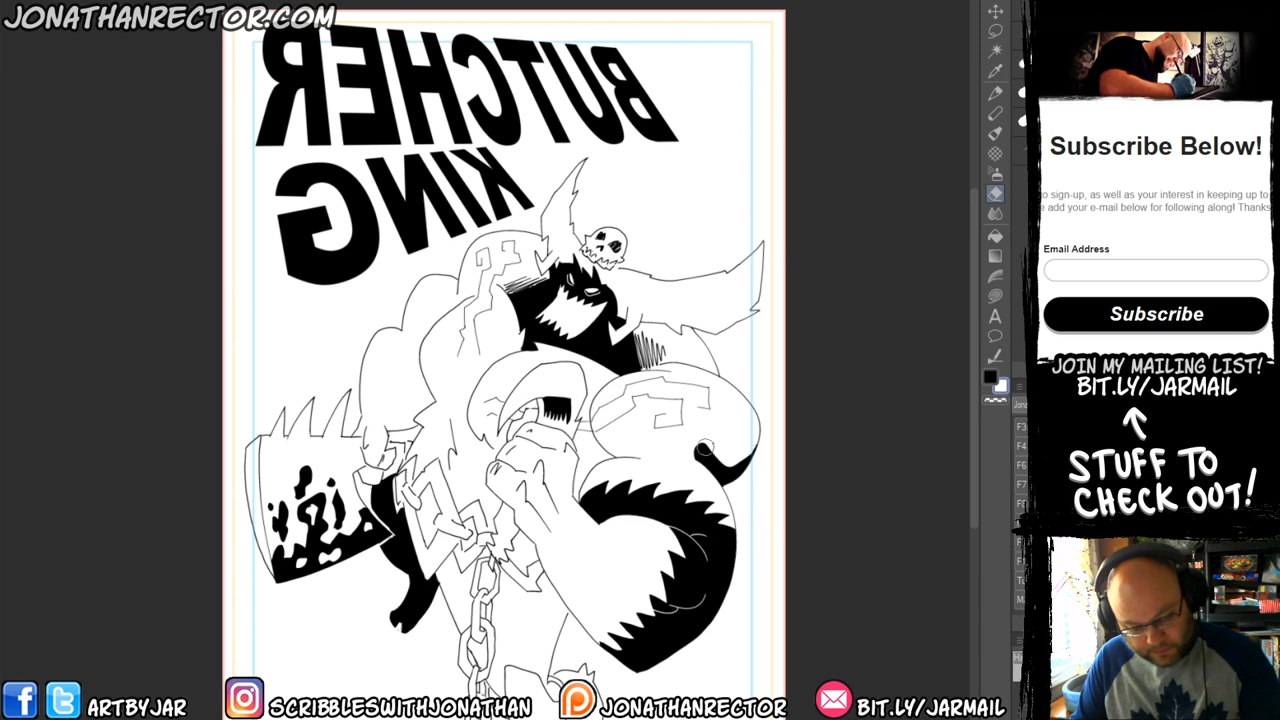 JONATHANRECTOR.COM
BUTCHER
KING
Subscribe Below!
o sign-up, as well as your interest in keeping up to
e add your e-mail below for following along! Thanks
Email Address
Subscribe
JOIN MY MAILING LIST!
BIT.LY/JARMAIL
STUFF TO
CHECK OUT!
ARTBYJAR
SCRIBBLESWITHJONATHAN
JONATHANRECTOR
BIT.LY/JARMAIL